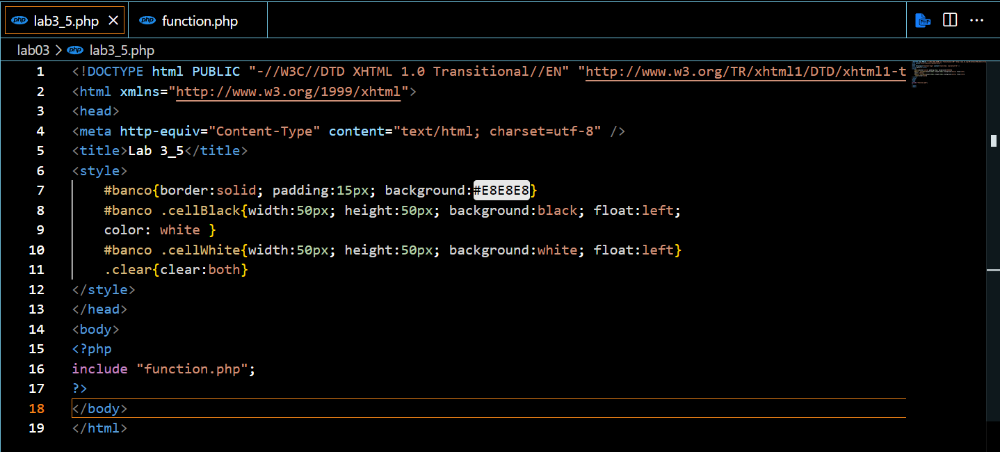 lab3_5.php
function.php
lab03 > lab3_5.php
1 <!DOCTYPE html PUBLIC "-//W3C//DTD XHTML 1.0 Transitional//EN" "http://www.w3.org/TR/xhtml1/DTD/xhtml1-t
2 <html xmlns="http://www.w3.org/1999/xhtml">
3 <head>
4 <meta http-equiv="Content-Type" content="text/html; charset=utf-8" />
5 <title>Lab 3_5</title>
6 <style>
7     #banco{border:solid; padding:15px; background:#E8E8E8}
8     #banco .cellBlack{width:50px; height:50px; background:black; float:left;
9     color: white }
10     #banco .cellWhite{width:50px; height:50px; background:white; float:left}
11     .clear{clear:both}
12 </style>
13 </head>
14 <body>
15 <?php
16 include "function.php";
17 ?>
18 </body>
19 </html>